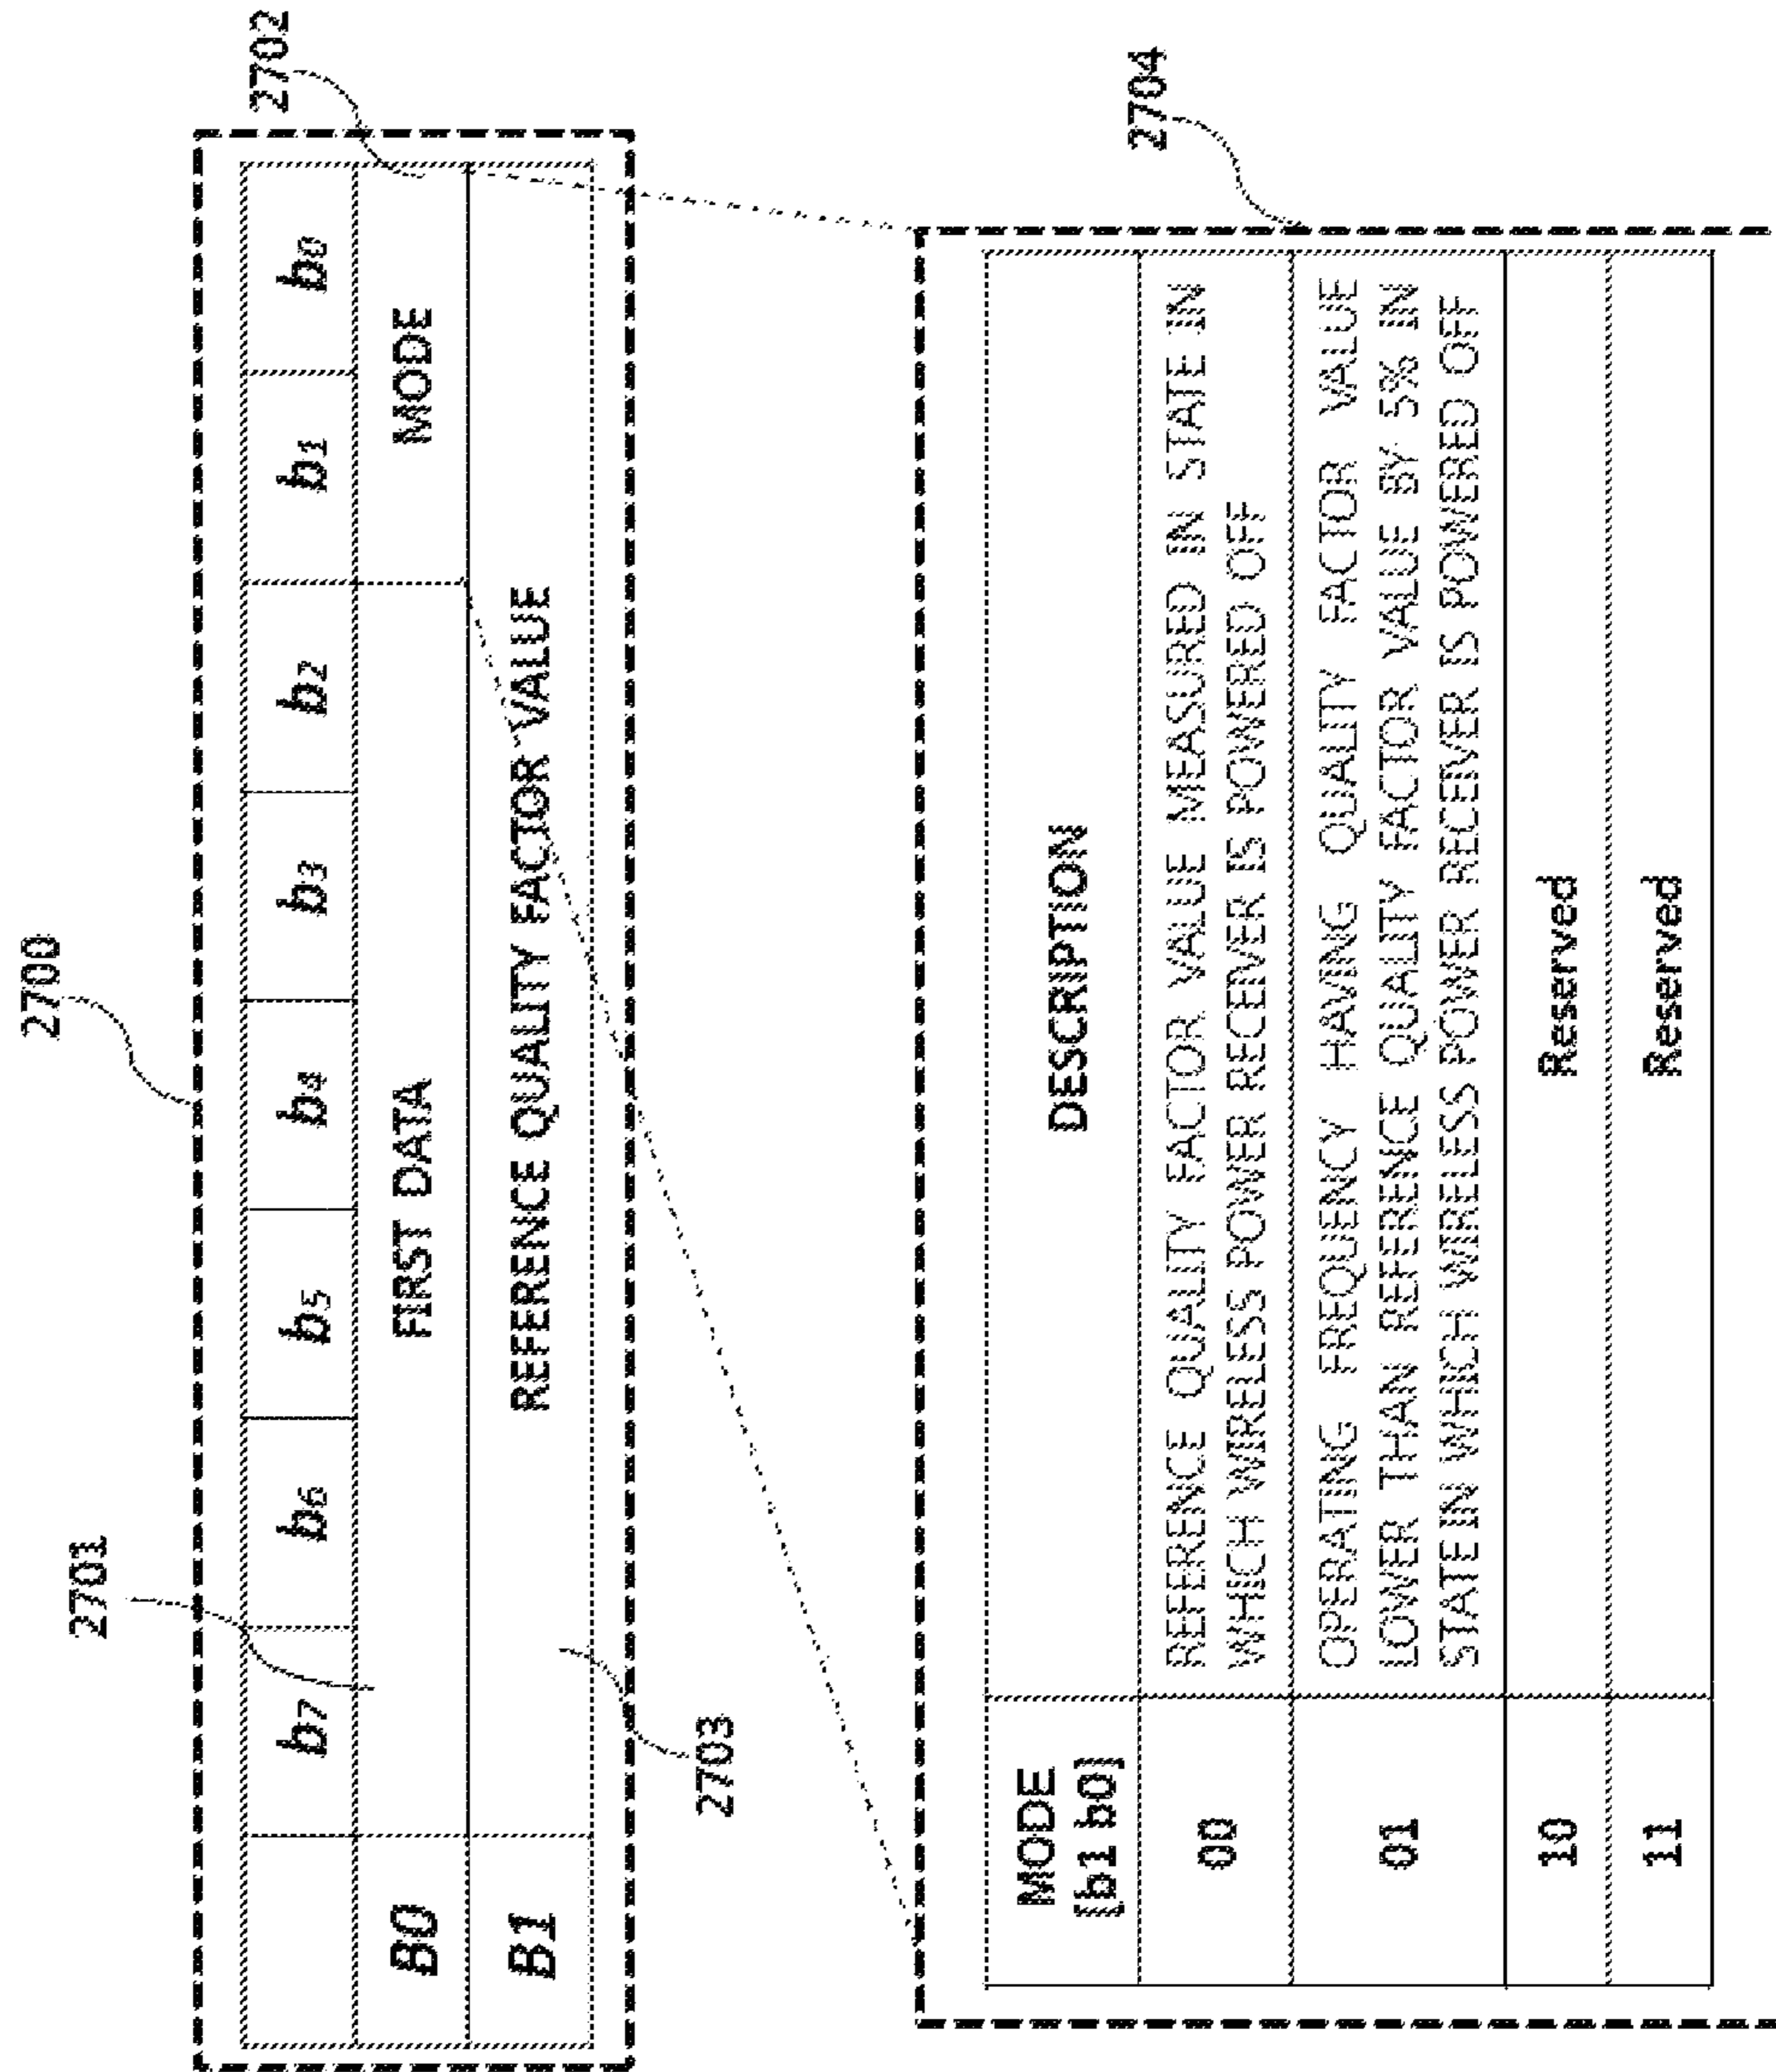 2700
2701
2702
b7 b6 b5 b4 b3 b2 b1 b0
B0 FIRST DATA MODE
B1 REFERENCE QUALITY FACTOR VALUE
2703
2704
MODE
[b1 b0]
DESCRIPTION
00
REFERENCE QUALITY FACTOR VALUE MEASURED IN STATE IN
WHICH WIRELESS POWER RECEIVER IS POWERED OFF
01
OPERATING FREQUENCY HAVING QUALITY FACTOR VALUE
LOWER THAN REFERENCE QUALITY FACTOR VALUE BY 5% IN
STATE IN WHICH WIRELESS POWER RECEIVER IS POWERED OFF
10 Reserved
11 Reserved